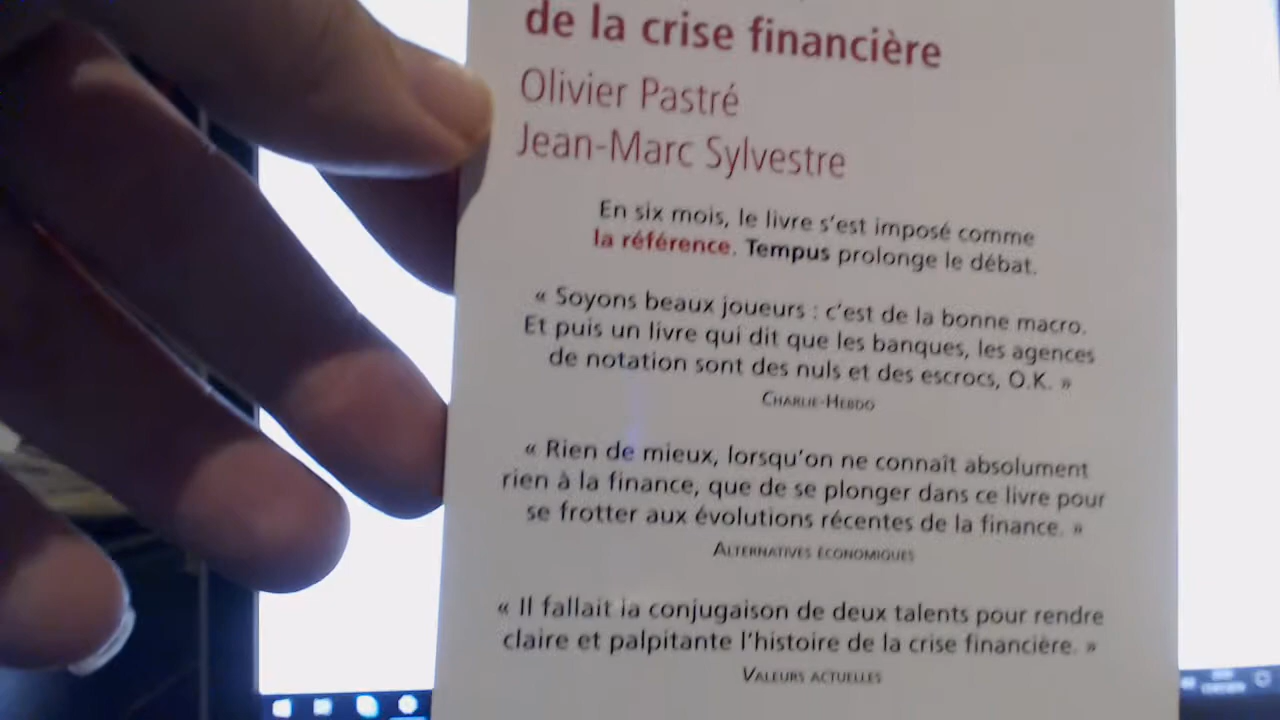 de la crise financière
Olivier Pastré
Jean-Marc Sylvestre
En six mois, le livre s'est imposé comme
la référence. Tempus prolonge le débat.
« Soyons beaux joueurs : c'est de la bonne macro.
Et puis un livre qui dit que les banques, les agences
de notation sont des nuls et des escrocs, O.K. »
CHARLIE-HEBDO
« Rien de mieux, lorsqu'on ne connaît absolument
rien à la finance, que de se plonger dans ce livre pour
se frotter aux évolutions récentes de la finance. »
ALTERNATIVES ÉCONOMIQUES
« Il fallait la conjugaison de deux talents pour rendre
claire et palpitante l'histoire de la crise financière. »
VALEURS ACTUELLES